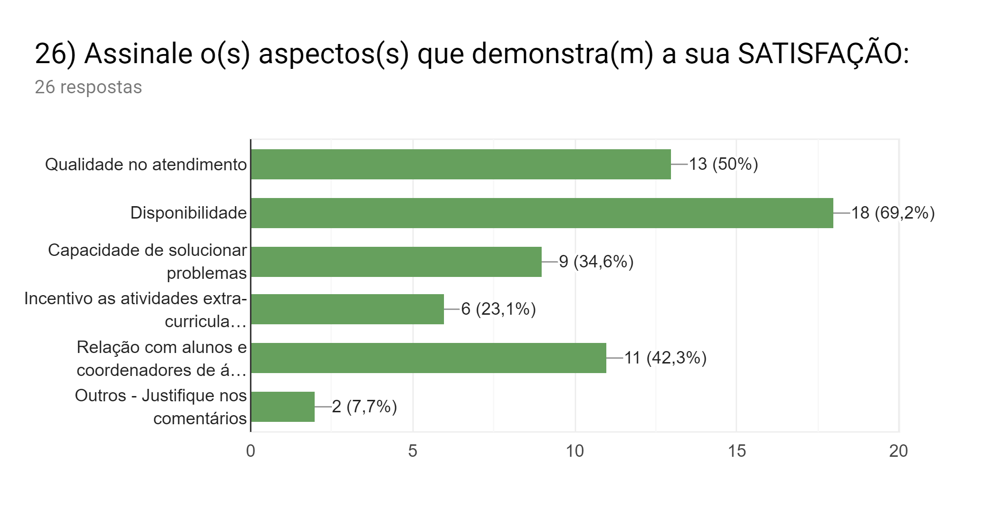 26) Assinale o(s) aspectos(s) que demonstra(m) a sua SATISFAÇÃO:
26 respostas
Qualidade no atendimento
13 (50%)
Disponibilidade
18 (69,2%)
Capacidade de solucionar
problemas
9 (34,6%)
Incentivo as atividades extra-
curricula…
6 (23,1%)
Relação com alunos e
coordenadores de á…
11 (42,3%)
Outros - Justifique nos
comentários
2 (7,7%)
0 5 10 15 20